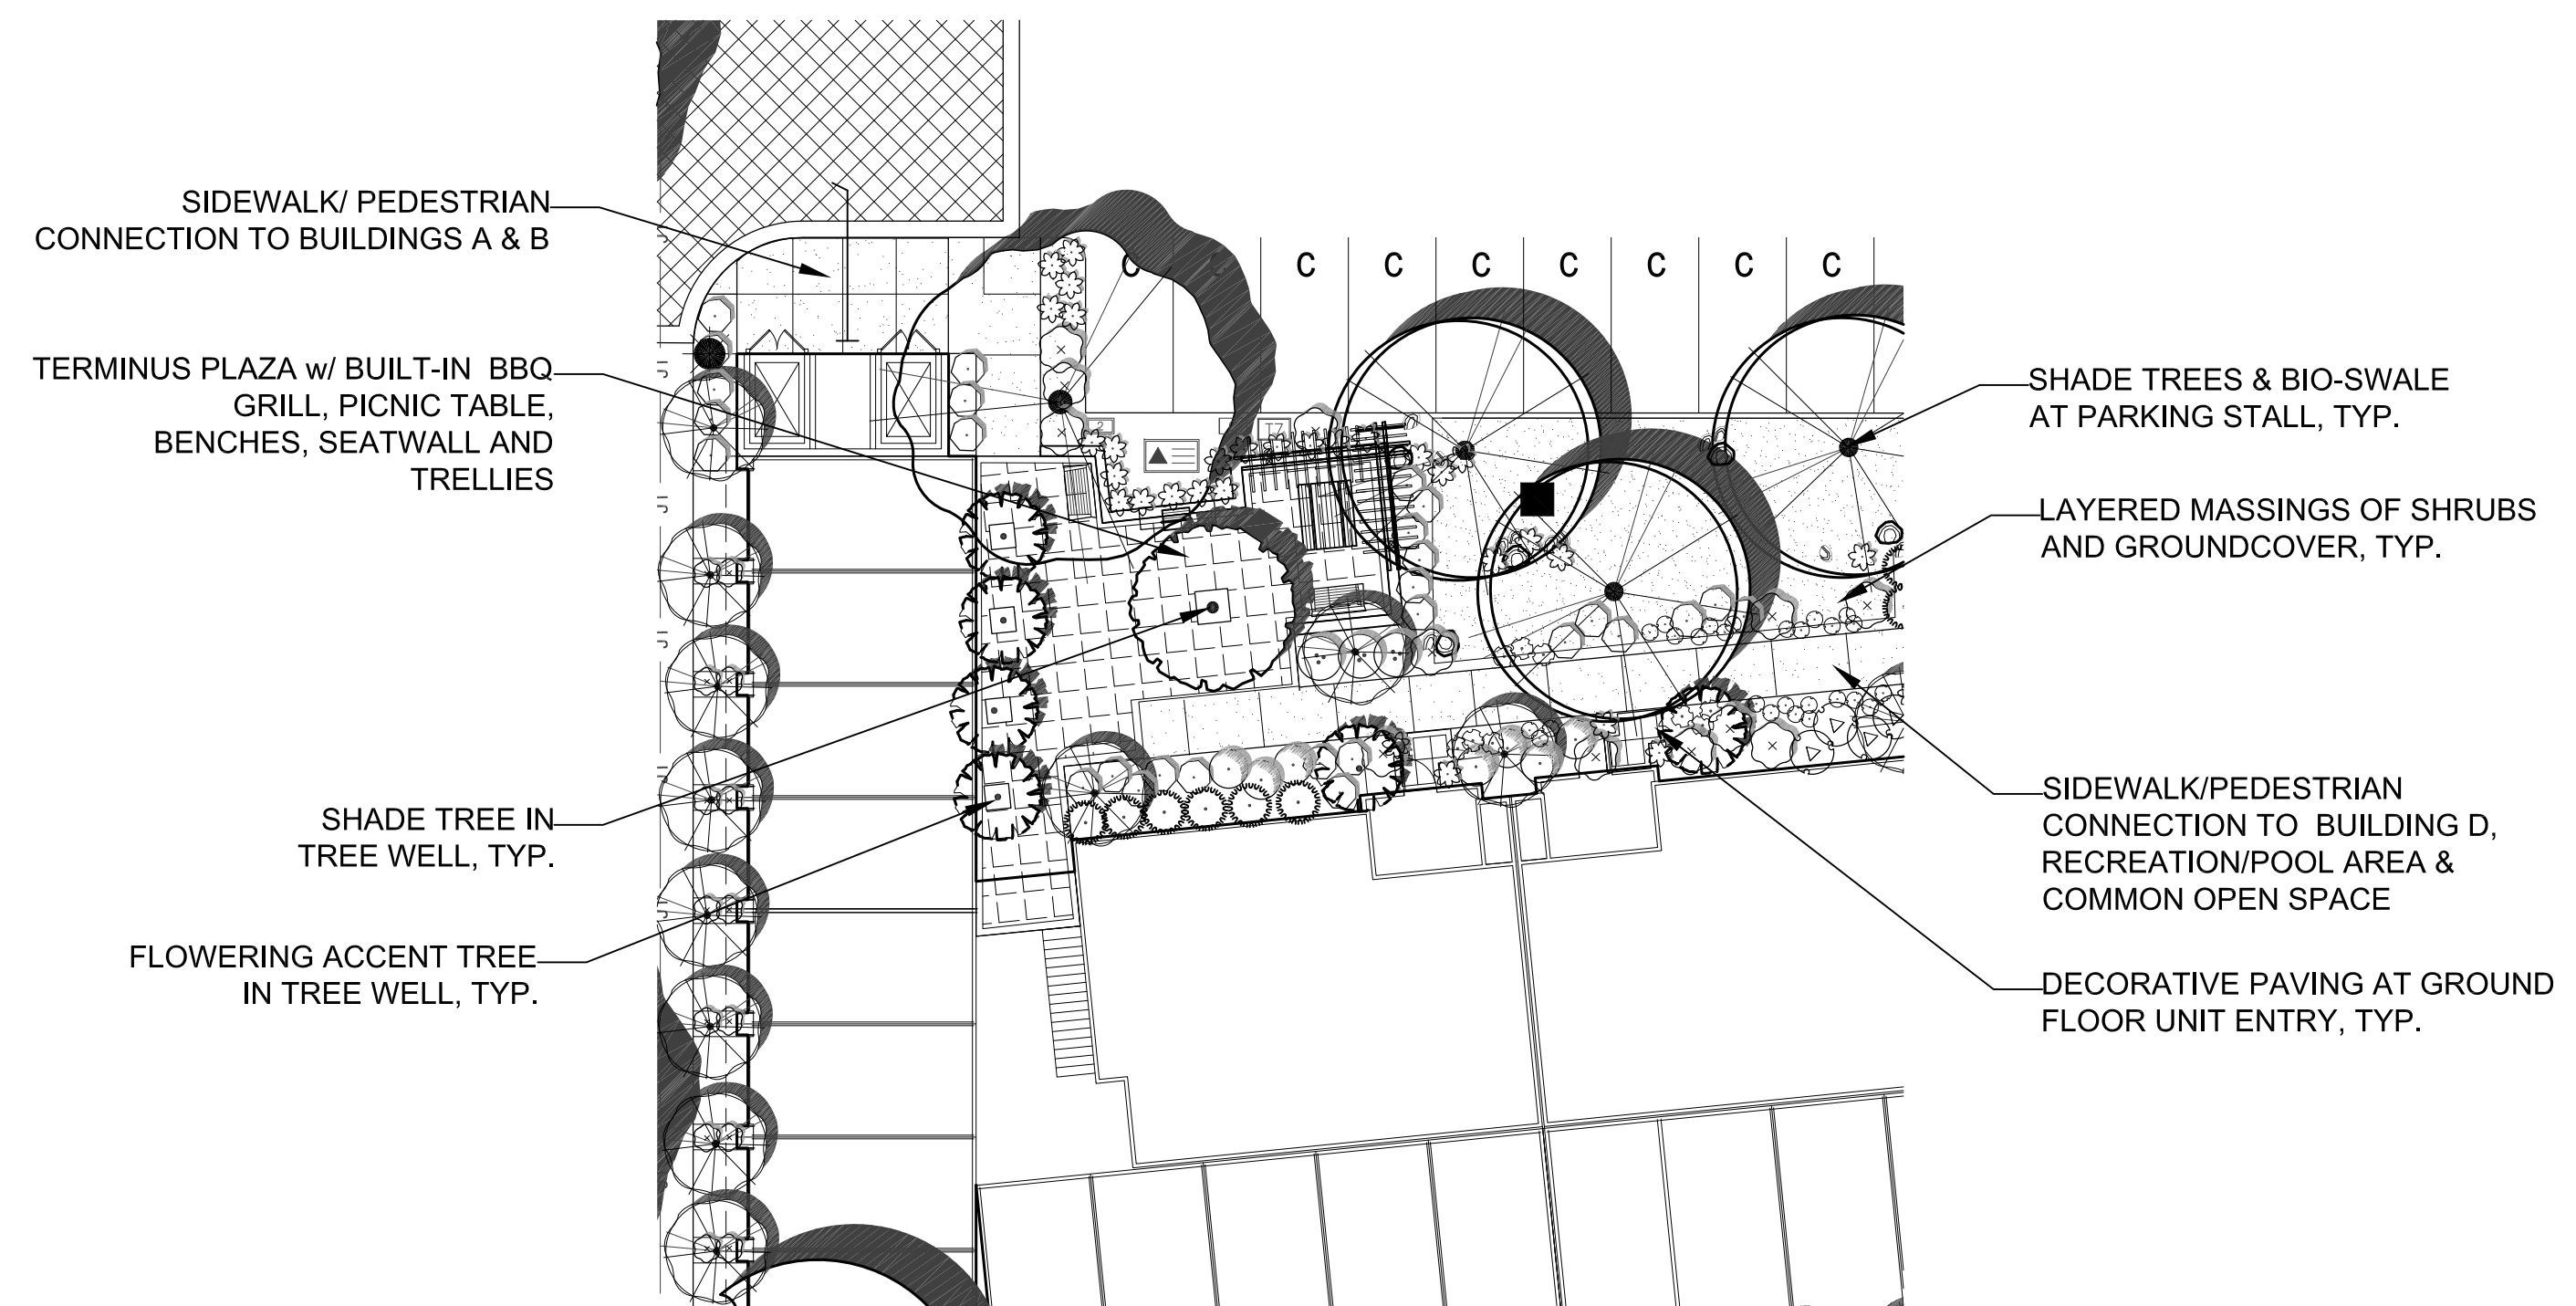 SIDEWALK/ PEDESTRIAN
CONNECTION TO BUILDINGS A & B
TERMINUS PLAZA w/ BUILT-IN BBQ
GRILL, PICNIC TABLE,
BENCHES, SEATWALL AND
TRELLIES
SHADE TREE IN
TREE WELL, TYP.
FLOWERING ACCENT TREE
IN TREE WELL, TYP.
C C C C C C C C
SHADE TREES & BIO-SWALE
AT PARKING STALL, TYP.
LAYERED MASSINGS OF SHRUBS
AND GROUNDCOVER, TYP.
SIDEWALK/PEDESTRIAN
CONNECTION TO BUILDING D,
RECREATION/POOL AREA &
COMMON OPEN SPACE
DECORATIVE PAVING AT GROUND
FLOOR UNIT ENTRY, TYP.